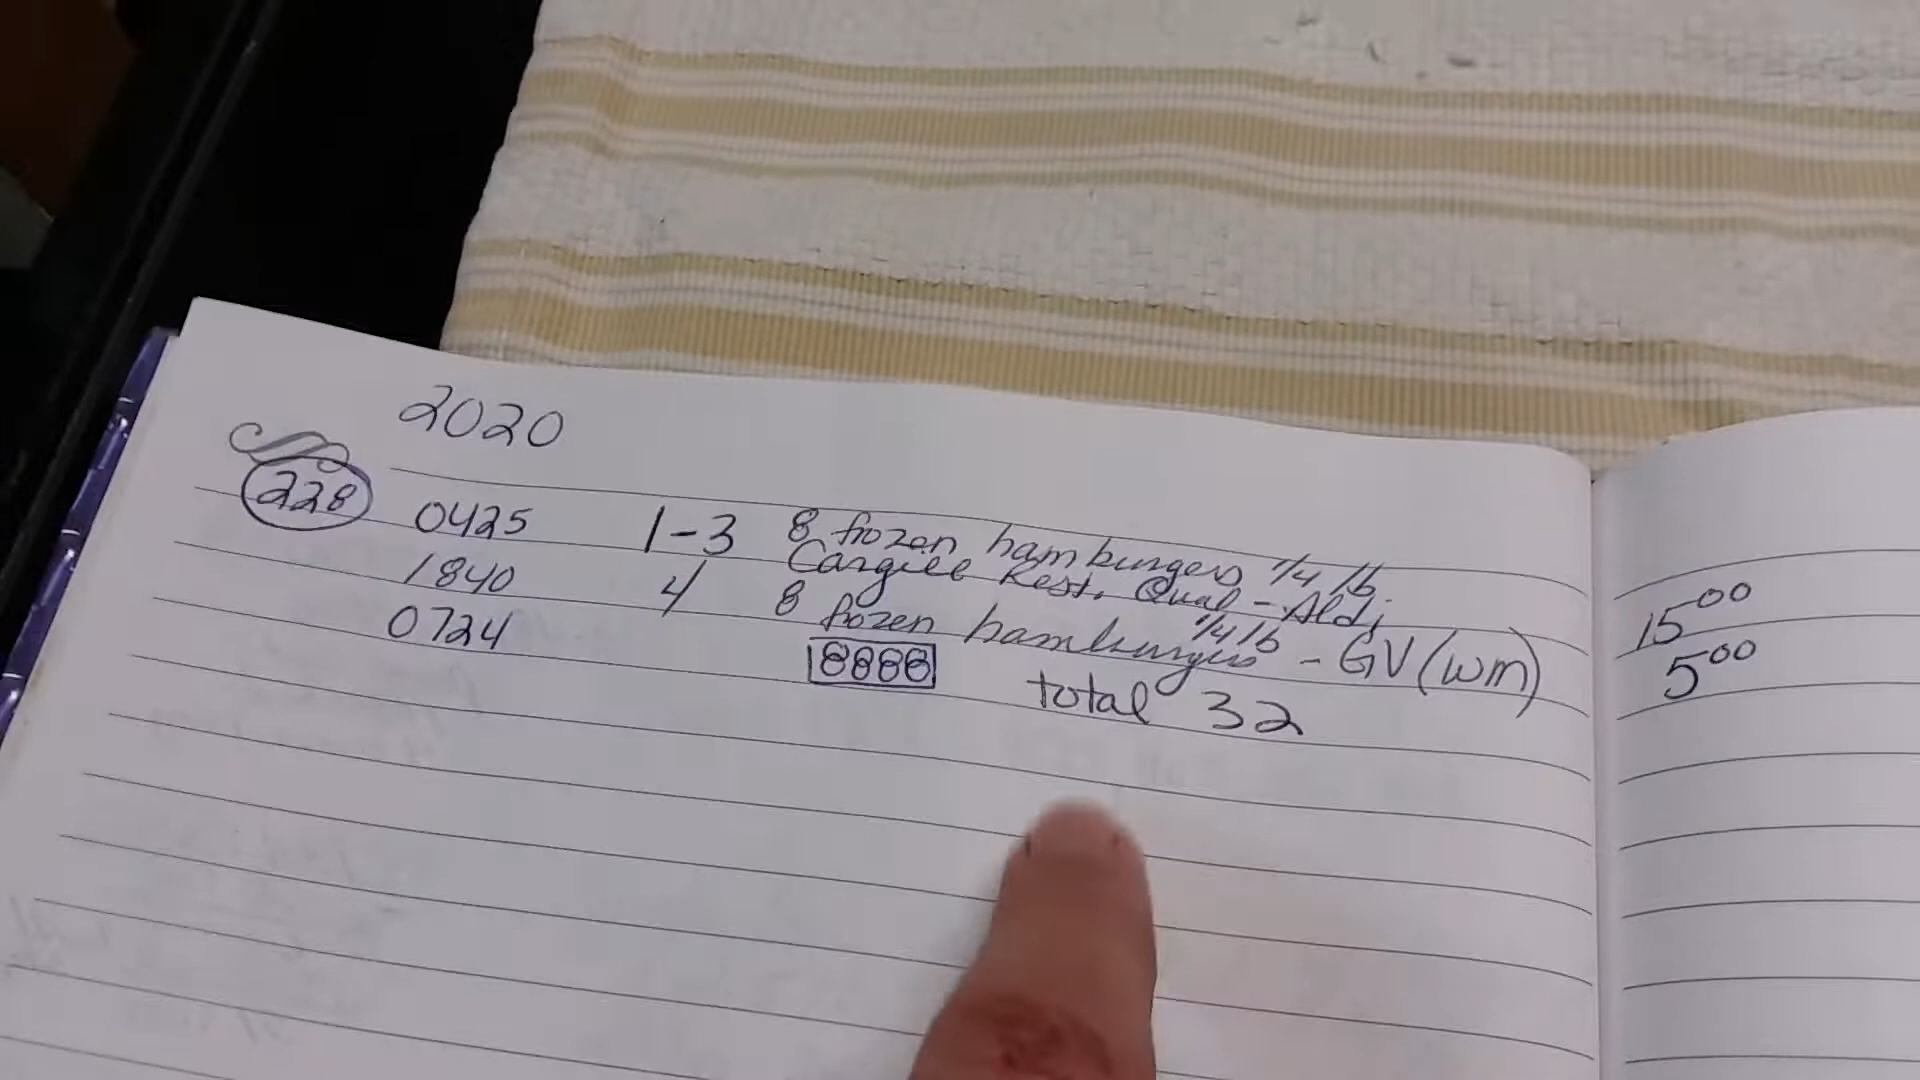 2020
228 0425 1-3 8 frozen hamburgers 1/4 lb.
Cargill Rest. Qual - Aldi 15 00
1840 4 8 frozen hamburgers 1/4 lb - GV (wm) 5 00
0724 8888 total 32